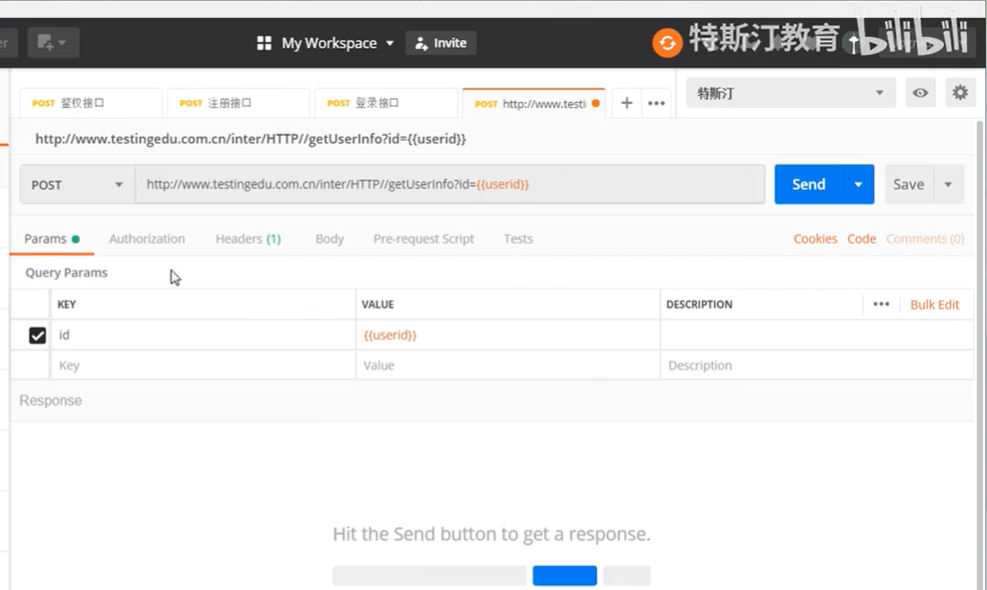 er
My Workspace
Invite
特斯汀教育
bilibili
POST 鉴权接口
POST 注册接口
POST 登录接口
POST http://www.testi
特斯汀
http://www.testingedu.com.cn/inter/HTTP//getUserInfo?id={{userid}}
POST
http://www.testingedu.com.cn/inter/HTTP//getUserInfo?id={{userid}}
Send
Save
Params
Authorization
Headers (1)
Body
Pre-request Script
Tests
Cookies
Code
Comments (0)
Query Params
KEY
VALUE
DESCRIPTION
Bulk Edit
id
{{userid}}
Key
Value
Description
Response
Hit the Send button to get a response.